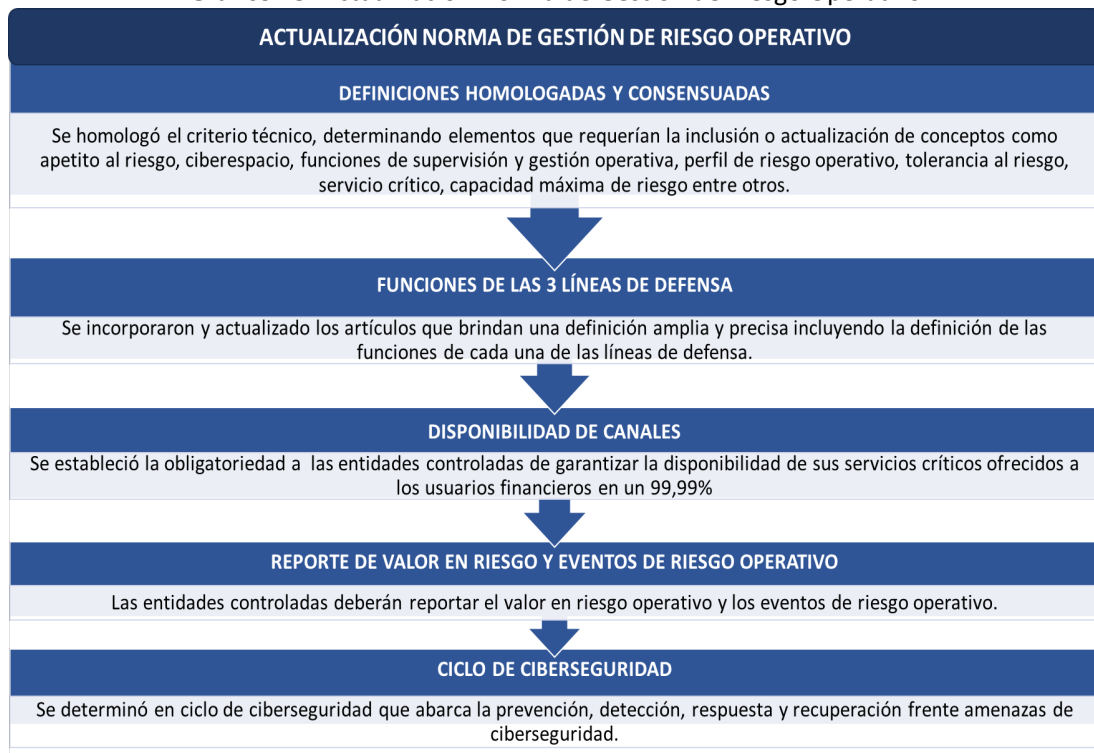 ACTUALIZACIÓN NORMA DE GESTIÓN DE RIESGO OPERATIVO
DEFINICIONES HOMOLOGADAS Y CONSENSUADAS
Se homologó el criterio técnico, determinando elementos que requerían la inclusión o actualización de conceptos como
apetito al riesgo, ciberespacio, funciones de supervisión y gestión operativa, perfil de riesgo operativo, tolerancia al riesgo,
servicio crítico, capacidad máxima de riesgo entre otros.
FUNCIONES DE LAS 3 LÍNEAS DE DEFENSA
Se incorporaron y actualizado los artículos que brindan una definición amplia y precisa incluyendo la definición de las
funciones de cada una de las líneas de defensa.
DISPONIBILIDAD DE CANALES
Se estableció la obligatoriedad a las entidades controladas de garantizar la disponibilidad de sus servicios críticos ofrecidos a
los usuarios financieros en un 99,99%
REPORTE DE VALOR EN RIESGO Y EVENTOS DE RIESGO OPERATIVO
Las entidades controladas deberán reportar el valor en riesgo operativo y los eventos de riesgo operativo.
CICLO DE CIBERSEGURIDAD
Se determinó en ciclo de ciberseguridad que abarca la prevención, detección, respuesta y recuperación frente amenazas de
ciberseguridad.